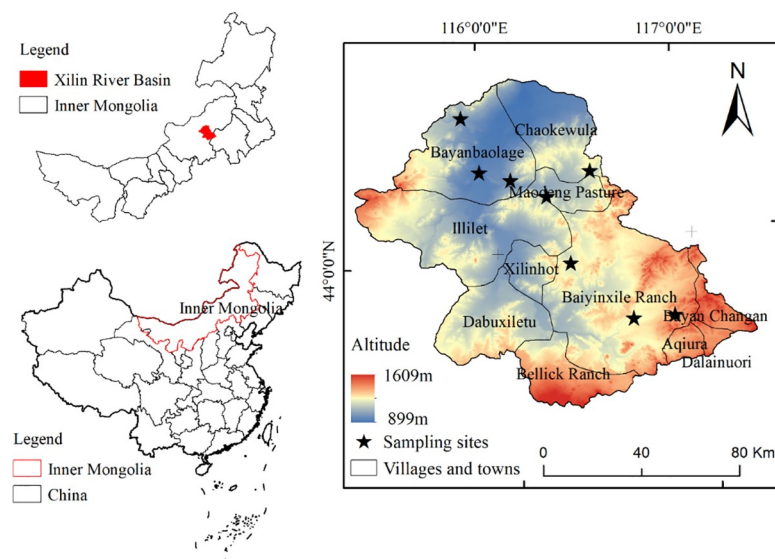 Legend
Xilin River Basin
Inner Mongolia
Inner Mongolia
Legend
Inner Mongolia
China
116°0'0"E
117°0'0"E
44°0'0"N
N
Chaokewula
Bayanbaolage
Maodeng Pasture
Illilet
Xilinhot
Baiyinxile Ranch
Bayan Changan
Dabuxiletu
Aqiura
Dalainuori
Bellick Ranch
Altitude
1609m
899m
Sampling sites
Villages and towns
0 40 80 Km